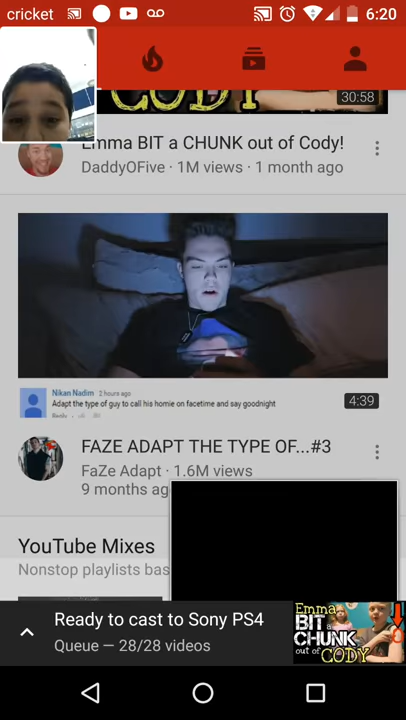 cricket 6:20
CODY
30:58
Emma BIT a CHUNK out of Cody!
DaddyOFive · 1M views · 1 month ago
Nikan Nadim 2 hours ago
Adapt the type of guy to call his homie on facetime and say goodnight
Reply
4:39
FAZE ADAPT THE TYPE OF...#3
FaZe Adapt · 1.6M views
9 months ag
YouTube Mixes
Nonstop playlists bas
Ready to cast to Sony PS4
Queue — 28/28 videos
Emma
BIT a
CHUNK
out of
CODY